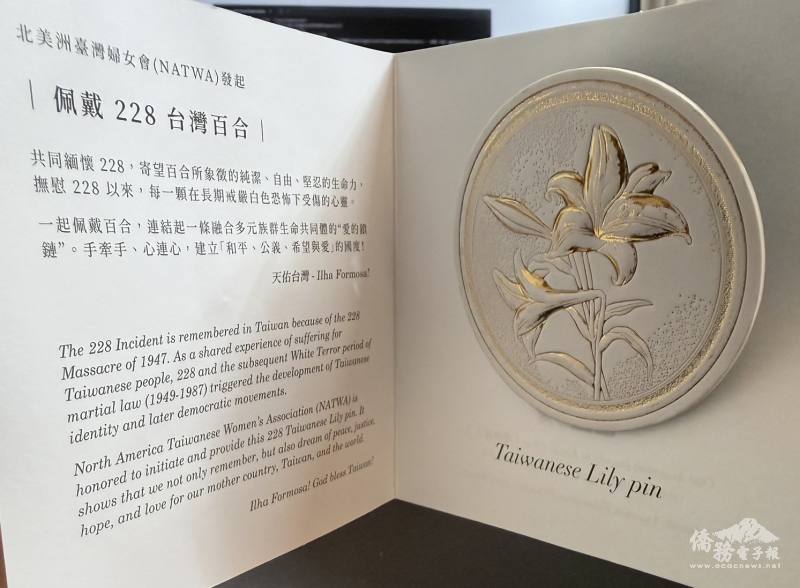 北美洲臺灣婦女會(NATWA)發起
| 佩戴 228 台灣百合 |
共同緬懷 228，寄望百合所象徵的純潔、自由、堅忍的生命力，
撫慰 228 以來，每一顆在長期戒嚴白色恐怖下受傷的心靈。
一起佩戴百合，連結起一條融合多元族群生命共同體的“愛的鎖
鏈”。手牽手、心連心，建立「和平、公義、希望與愛」的國度！
天佑台灣 - Ilha Formosa!
The 228 Incident is remembered in Taiwan because of the 228
Massacre of 1947. As a shared experience of suffering for
Taiwanese people, 228 and the subsequent White Terror period of
martial law (1949-1987) triggered the development of Taiwanese
identity and later democratic movements.
North America Taiwanese Women's Association (NATWA) is
honored to initiate and provide this 228 Taiwanese Lily pin. It
shows that we not only remember, but also dream of peace, justice,
hope, and love for our mother country, Taiwan, and the world.
Ilha Formosa! God bless Taiwan!
Taiwanese Lily pin
僑務電子報
www.ocacnews.net